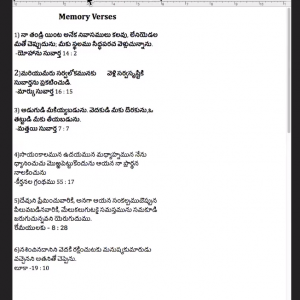 Memory Verses
1) నా తండ్రి యింట అనేక నివాసములు కలవు, లేనియెడల
మీతో చెప్పుదును; మీకు స్థలము సిద్ధపరచ వెళ్లుచున్నాను.
-యోహాను సువార్త 14 : 2
2)మరియుమీరు సర్వలోకమునకు వెళ్లి సర్వసృష్టికి
సువార్తను ప్రకటించుడి.
-మార్కు సువార్త 16 : 15
3) అడుగుడి మీకియ్యబడును. వెదకుడి మీకు దొరకును,
తట్టుడి మీకు తీయబడును.
-మత్తయి సువార్త 7 : 7
4)సాయంకాలమున ఉదయమున మధ్యాహ్నమున నేను
ధ్యానించుచు మొఱ్ఱపెట్టుకొందును ఆయన నా ప్రార్థన
నాలకించును
-కీర్తనల గ్రంథము 55 : 17
5)దేవుని ప్రేమించువారికి, అనగా ఆయన సంకల్పముచొప్పున
పిలువబడినవారికి, మేలుకలుగుటకై సమస్తమును సమకూడి
జరుగుచున్నవని యెరుగుదుము.
రోమీయులకు - 8 : 28
6)నశించినదానిని వెదకి రక్షించుటకు మనుష్యకుమారుడు
వచ్చెనని అతనితో చెప్పెను.
లూకా -19 : 10